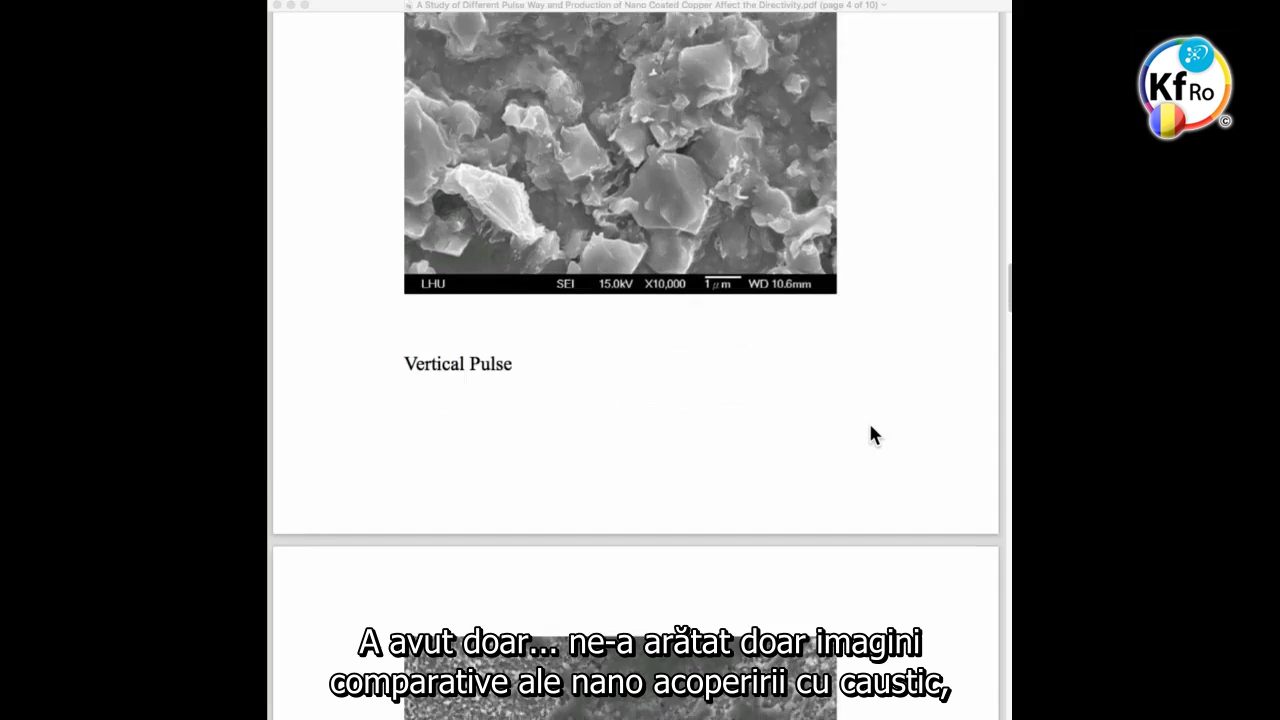 A Study of Different Pulse Way and Production of Nano Coated Copper Affect the Directivity.pdf (page 4 of 10)
Kf Ro
©
LHU SEI 15.0kV X10,000 1μm WD 10.6mm
Vertical Pulse
A avut doar... ne-a arătat doar imagini
comparative ale nano acoperirii cu caustic,